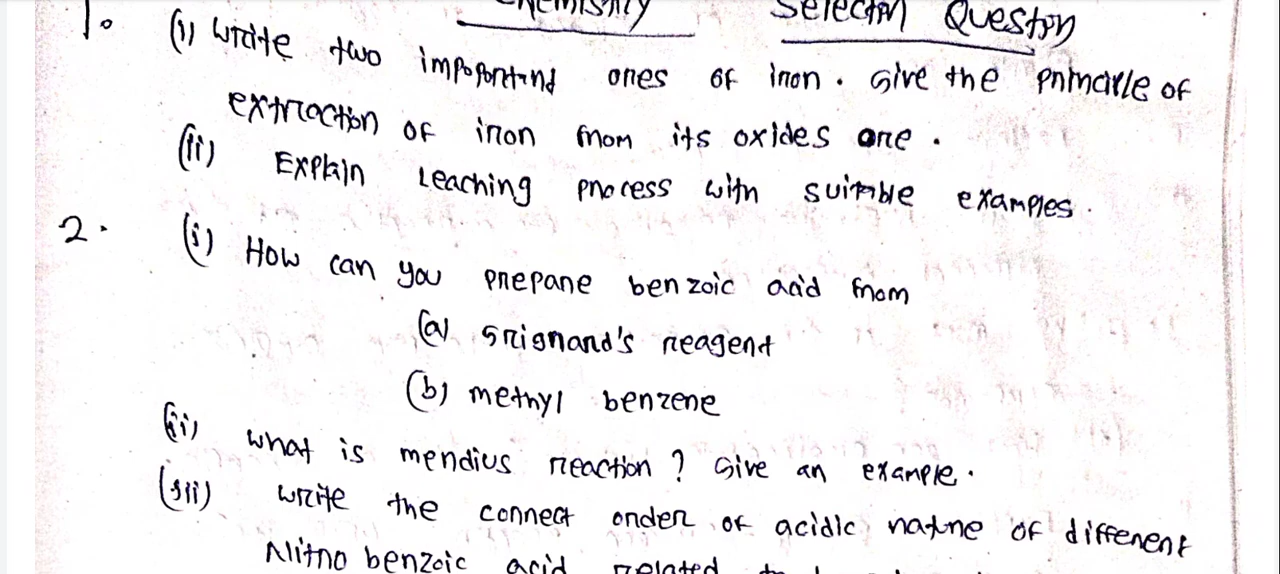 Chemistry Selection Question
1. (i) Write two important ores of iron. Give the principle of
extraction of iron from its oxides ore.
(ii) Explain Leaching process with suitable examples.
2. (i) How can you prepare benzoic acid from
(a) Grignard's reagent
(b) methyl benzene
(ii) what is mendius reaction? Give an example.
(iii) write the correct order of acidic nature of different
Nitro benzoic acid related to